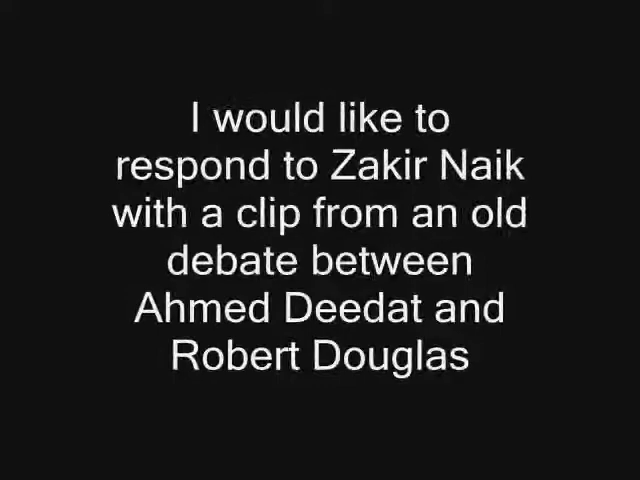 I would like to
respond to Zakir Naik
with a clip from an old
debate between
Ahmed Deedat and
Robert Douglas